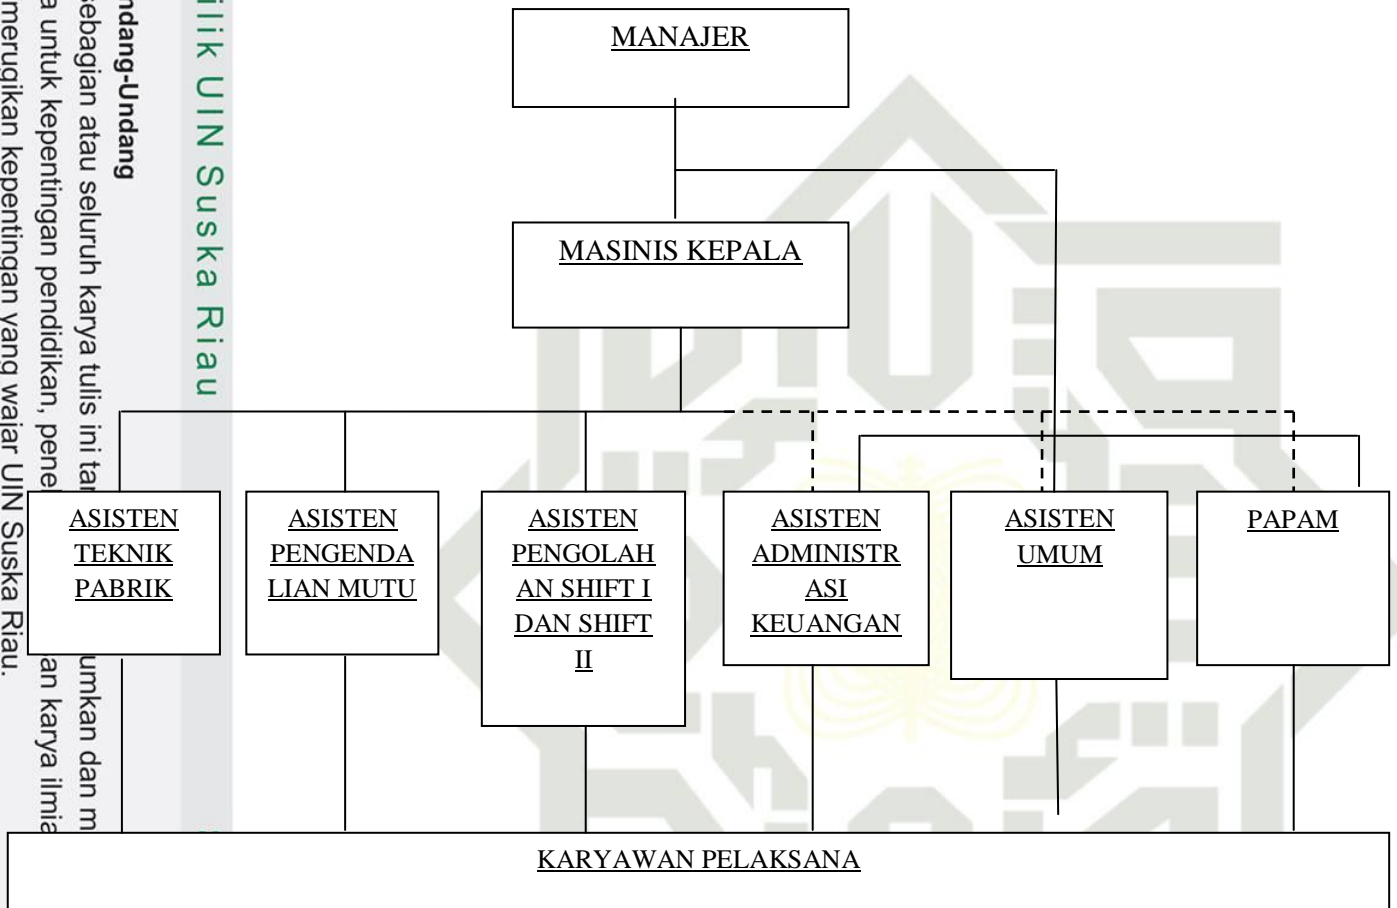 MANAJER
MASINIS KEPALA
ASISTEN
TEKNIK
PABRIK
ASISTEN
PENGENDA
LIAN MUTU
ASISTEN
PENGOLAH
AN SHIFT I
DAN SHIFT
II
ASISTEN
ADMINISTR
ASI
KEUANGAN
ASISTEN
UMUM
PAPAM
KARYAWAN PELAKSANA
ilik UIN Suska Riau
ndang-Undang
sebagian atau seluruh karya tulis ini tan umkan dan m
a untuk kepentingan pendidikan, penel an karya ilmia
merugikan kepentingan yang wajar UIN Suska Riau.